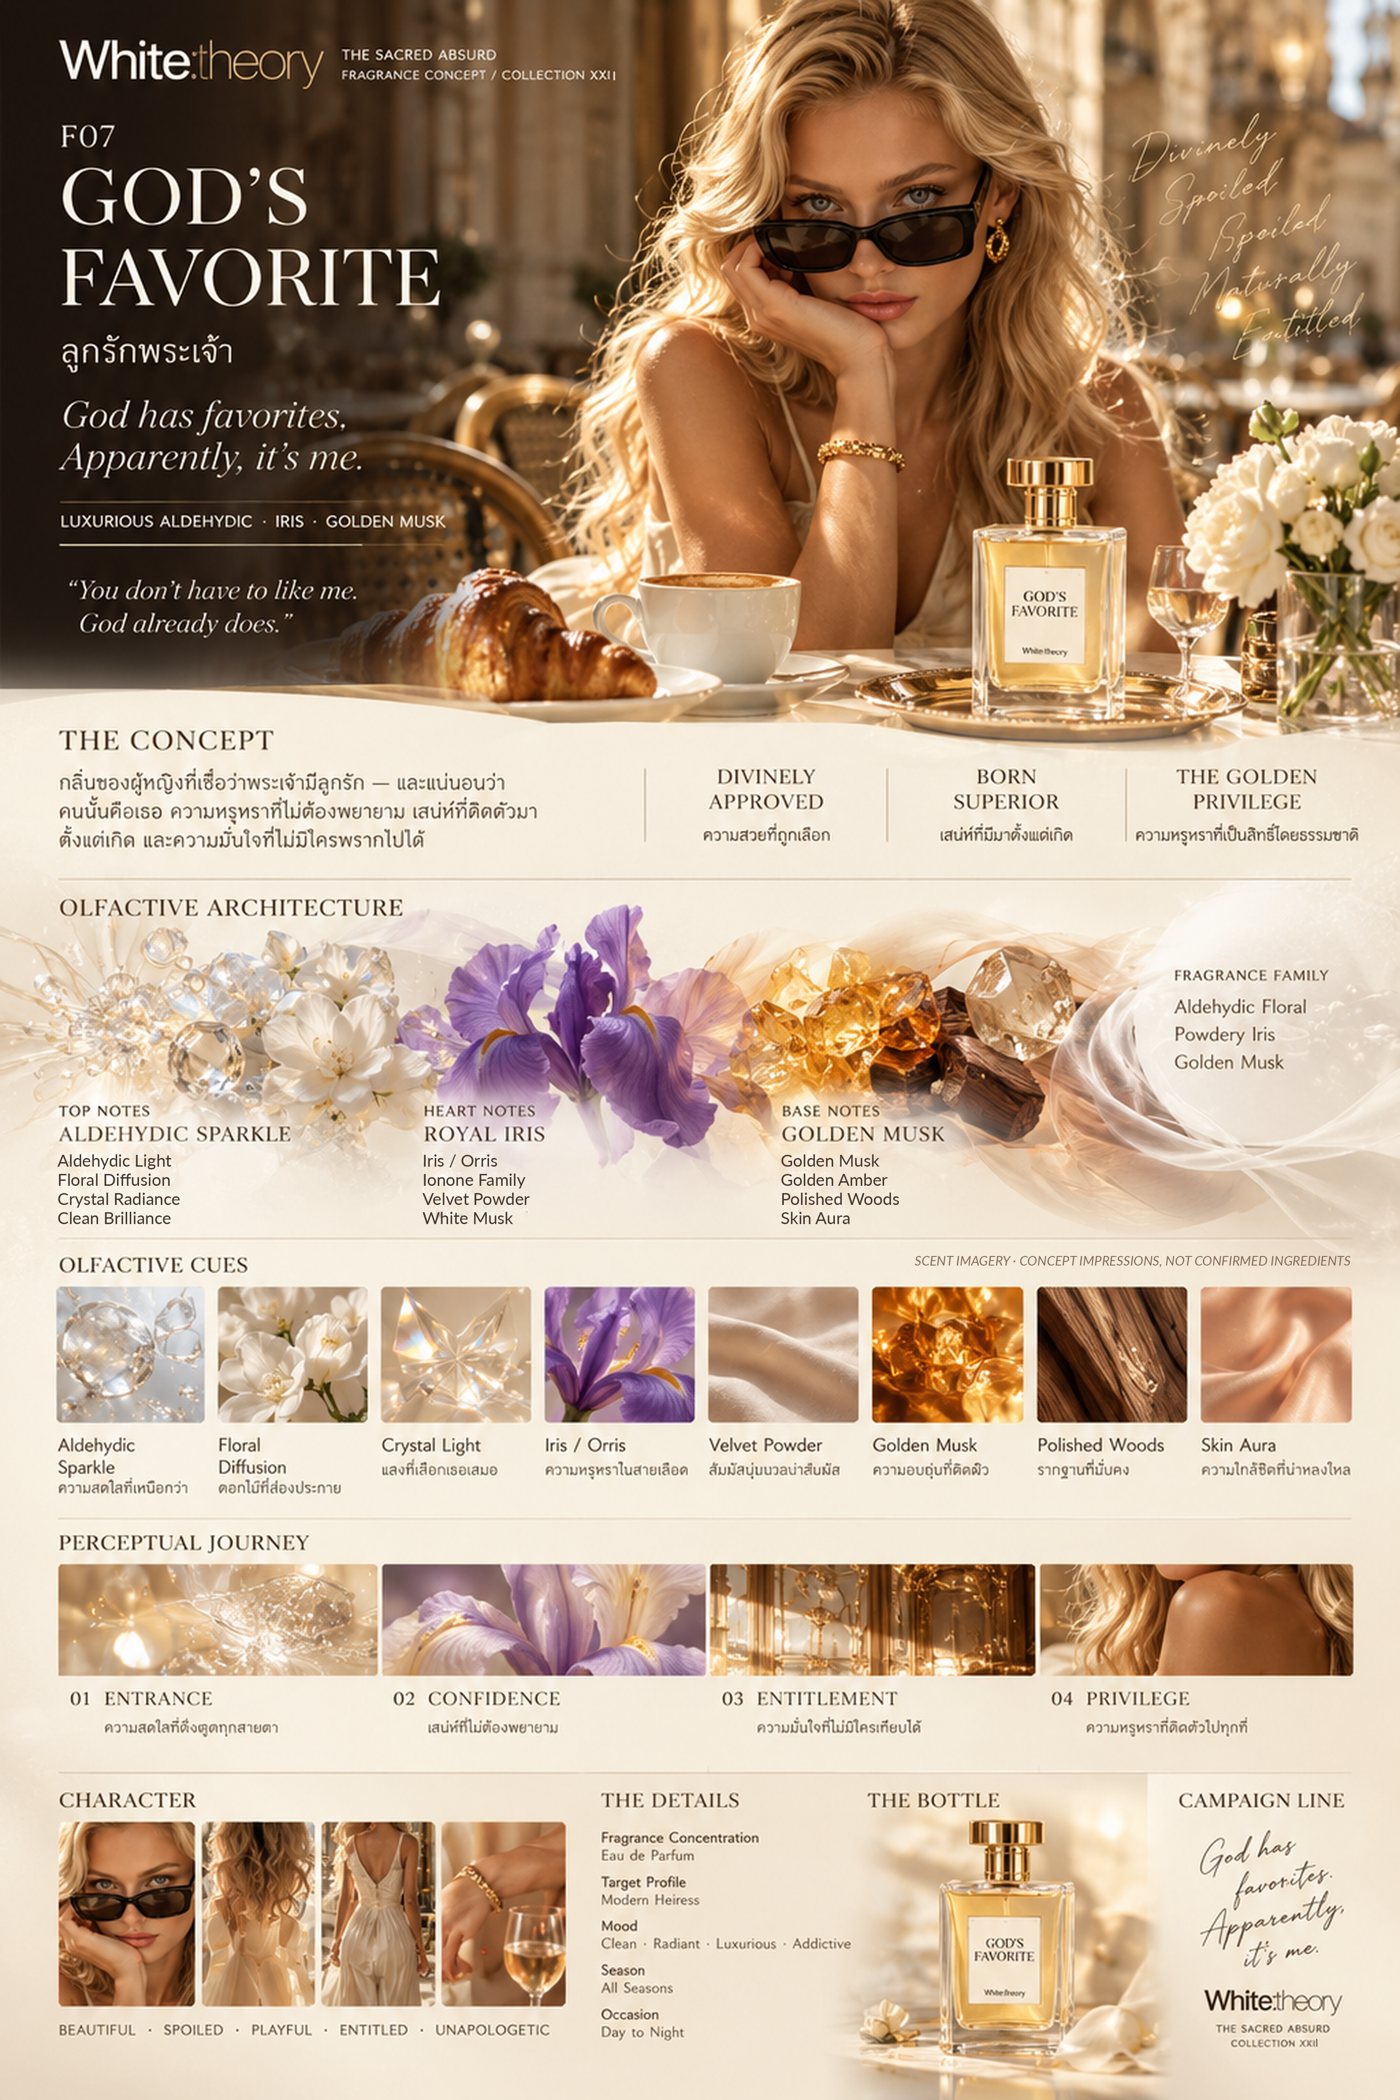 White:theory
THE SACRED ABSURD
FRAGRANCE CONCEPT / COLLECTION XXII
F07
GOD'S
FAVORITE
ลูกรักพระเจ้า
God has favorites,
Apparently, it's me.
LUXURIOUS ALDEHYDIC · IRIS · GOLDEN MUSK
"You don't have to like me.
God already does."
Divinely
Spoiled
Spoiled
Naturally
Entitled
GOD'S
FAVORITE
White:theory
THE CONCEPT
กลิ่นของผู้หญิงที่เชื่อว่าพระเจ้ามีลูกรัก — และแน่นอนว่า
คนนั้นคือเธอ ความหรูหราที่ไม่ต้องพยายาม เสน่ห์ที่ติดตัวมา
ตั้งแต่เกิด และความมั่นใจที่ไม่มีใครพรากไปได้
DIVINELY
APPROVED
ความสวยที่ถูกเลือก
BORN
SUPERIOR
เสน่ห์ที่มีมาตั้งแต่เกิด
THE GOLDEN
PRIVILEGE
ความหรูหราที่เป็นสิทธิ์โดยธรรมชาติ
OLFACTIVE ARCHITECTURE
FRAGRANCE FAMILY
Aldehydic Floral
Powdery Iris
Golden Musk
TOP NOTES
ALDEHYDIC SPARKLE
Aldehydic Light
Floral Diffusion
Crystal Radiance
Clean Brilliance
HEART NOTES
ROYAL IRIS
Iris / Orris
Ionone Family
Velvet Powder
White Musk
BASE NOTES
GOLDEN MUSK
Golden Musk
Golden Amber
Polished Woods
Skin Aura
OLFACTIVE CUES
SCENT IMAGERY · CONCEPT IMPRESSIONS, NOT CONFIRMED INGREDIENTS
Aldehydic
Sparkle
ความสดใสที่เหนือกว่า
Floral
Diffusion
ดอกไม้ที่ส่องประกาย
Crystal Light
แสงที่เลือกเธอเสมอ
Iris / Orris
ความหรูหราในสายเลือด
Velvet Powder
สัมผัสนุ่มนวลน่าสัมผัส
Golden Musk
ความอบอุ่นที่ติดผิว
Polished Woods
รากฐานที่มั่นคง
Skin Aura
ความใกล้ชิดที่น่าหลงใหล
PERCEPTUAL JOURNEY
01 ENTRANCE
ความสดใสที่ดึงดูดทุกสายตา
02 CONFIDENCE
เสน่ห์ที่ไม่ต้องพยายาม
03 ENTITLEMENT
ความมั่นใจที่ไม่มีใครเทียบได้
04 PRIVILEGE
ความหรูหราที่ติดตัวไปทุกที่
CHARACTER
BEAUTIFUL · SPOILED · PLAYFUL · ENTITLED · UNAPOLOGETIC
THE DETAILS
Fragrance Concentration
Eau de Parfum
Target Profile
Modern Heiress
Mood
Clean · Radiant · Luxurious · Addictive
Season
All Seasons
Occasion
Day to Night
THE BOTTLE
GOD'S
FAVORITE
White:theory
CAMPAIGN LINE
God has
favorites.
Apparently,
it's me.
White:theory
THE SACRED ABSURD
COLLECTION XXII